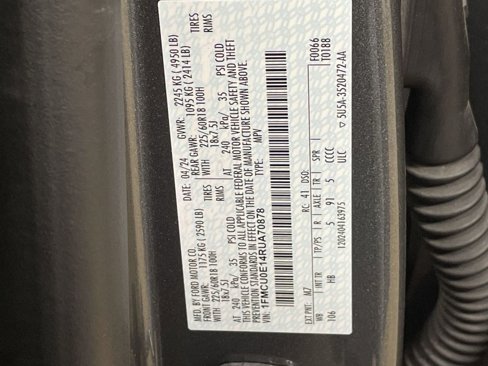 MFD. BY FORD MOTOR CO.
DATE: 04/24 GVWR: 2245 KG ( 4950 LB)
FRONT GAWR: 1175 KG ( 2590 LB) REAR GAWR: 1095 KG ( 2414 LB)
WITH 225/60R18 100H TIRES WITH 225/60R18 100H TIRES
18x7.5J RIMS 18x7.5J RIMS
AT 240 kPa/ 35 PSI COLD AT 240 kPa/ 35 PSI COLD
THIS VEHICLE CONFORMS TO ALL APPLICABLE FEDERAL MOTOR VEHICLE SAFETY AND THEFT
PREVENTION STANDARDS IN EFFECT ON THE DATE OF MANUFACTURE SHOWN ABOVE.
VIN: 1FMCU0E14RUA70878 TYPE: MPV
F0066
T0188
EXT PNT: M7 RC: 41 DSO:
WB INT TR TP/PS R AXLE TR SPR
106 HB 5 91 5 CCCC
1202404163975 ULC
5U5A-3520472-AA